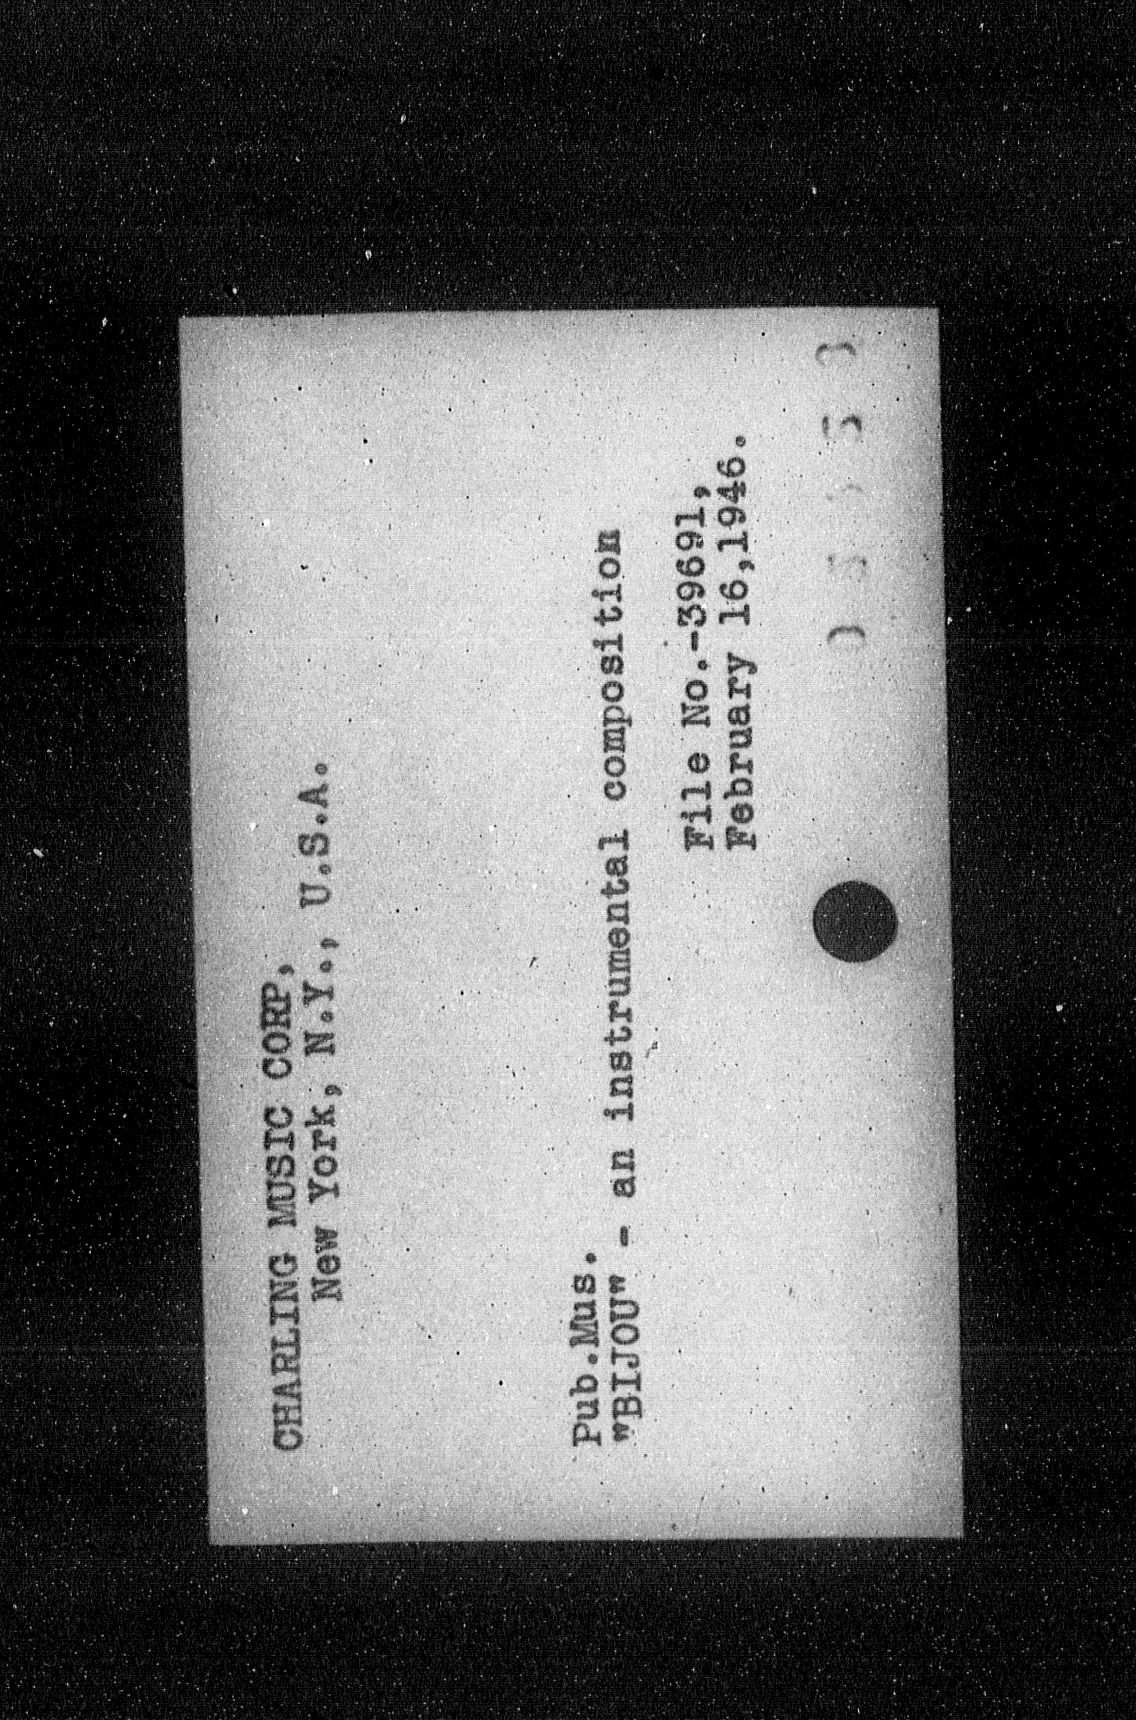 CHARLING MUSIC CORP,
New York, N.Y., U.S.A.
Pub.Mus.
"BIJOU" - an instrumental composition
File No.-39691,
February 16,1946.